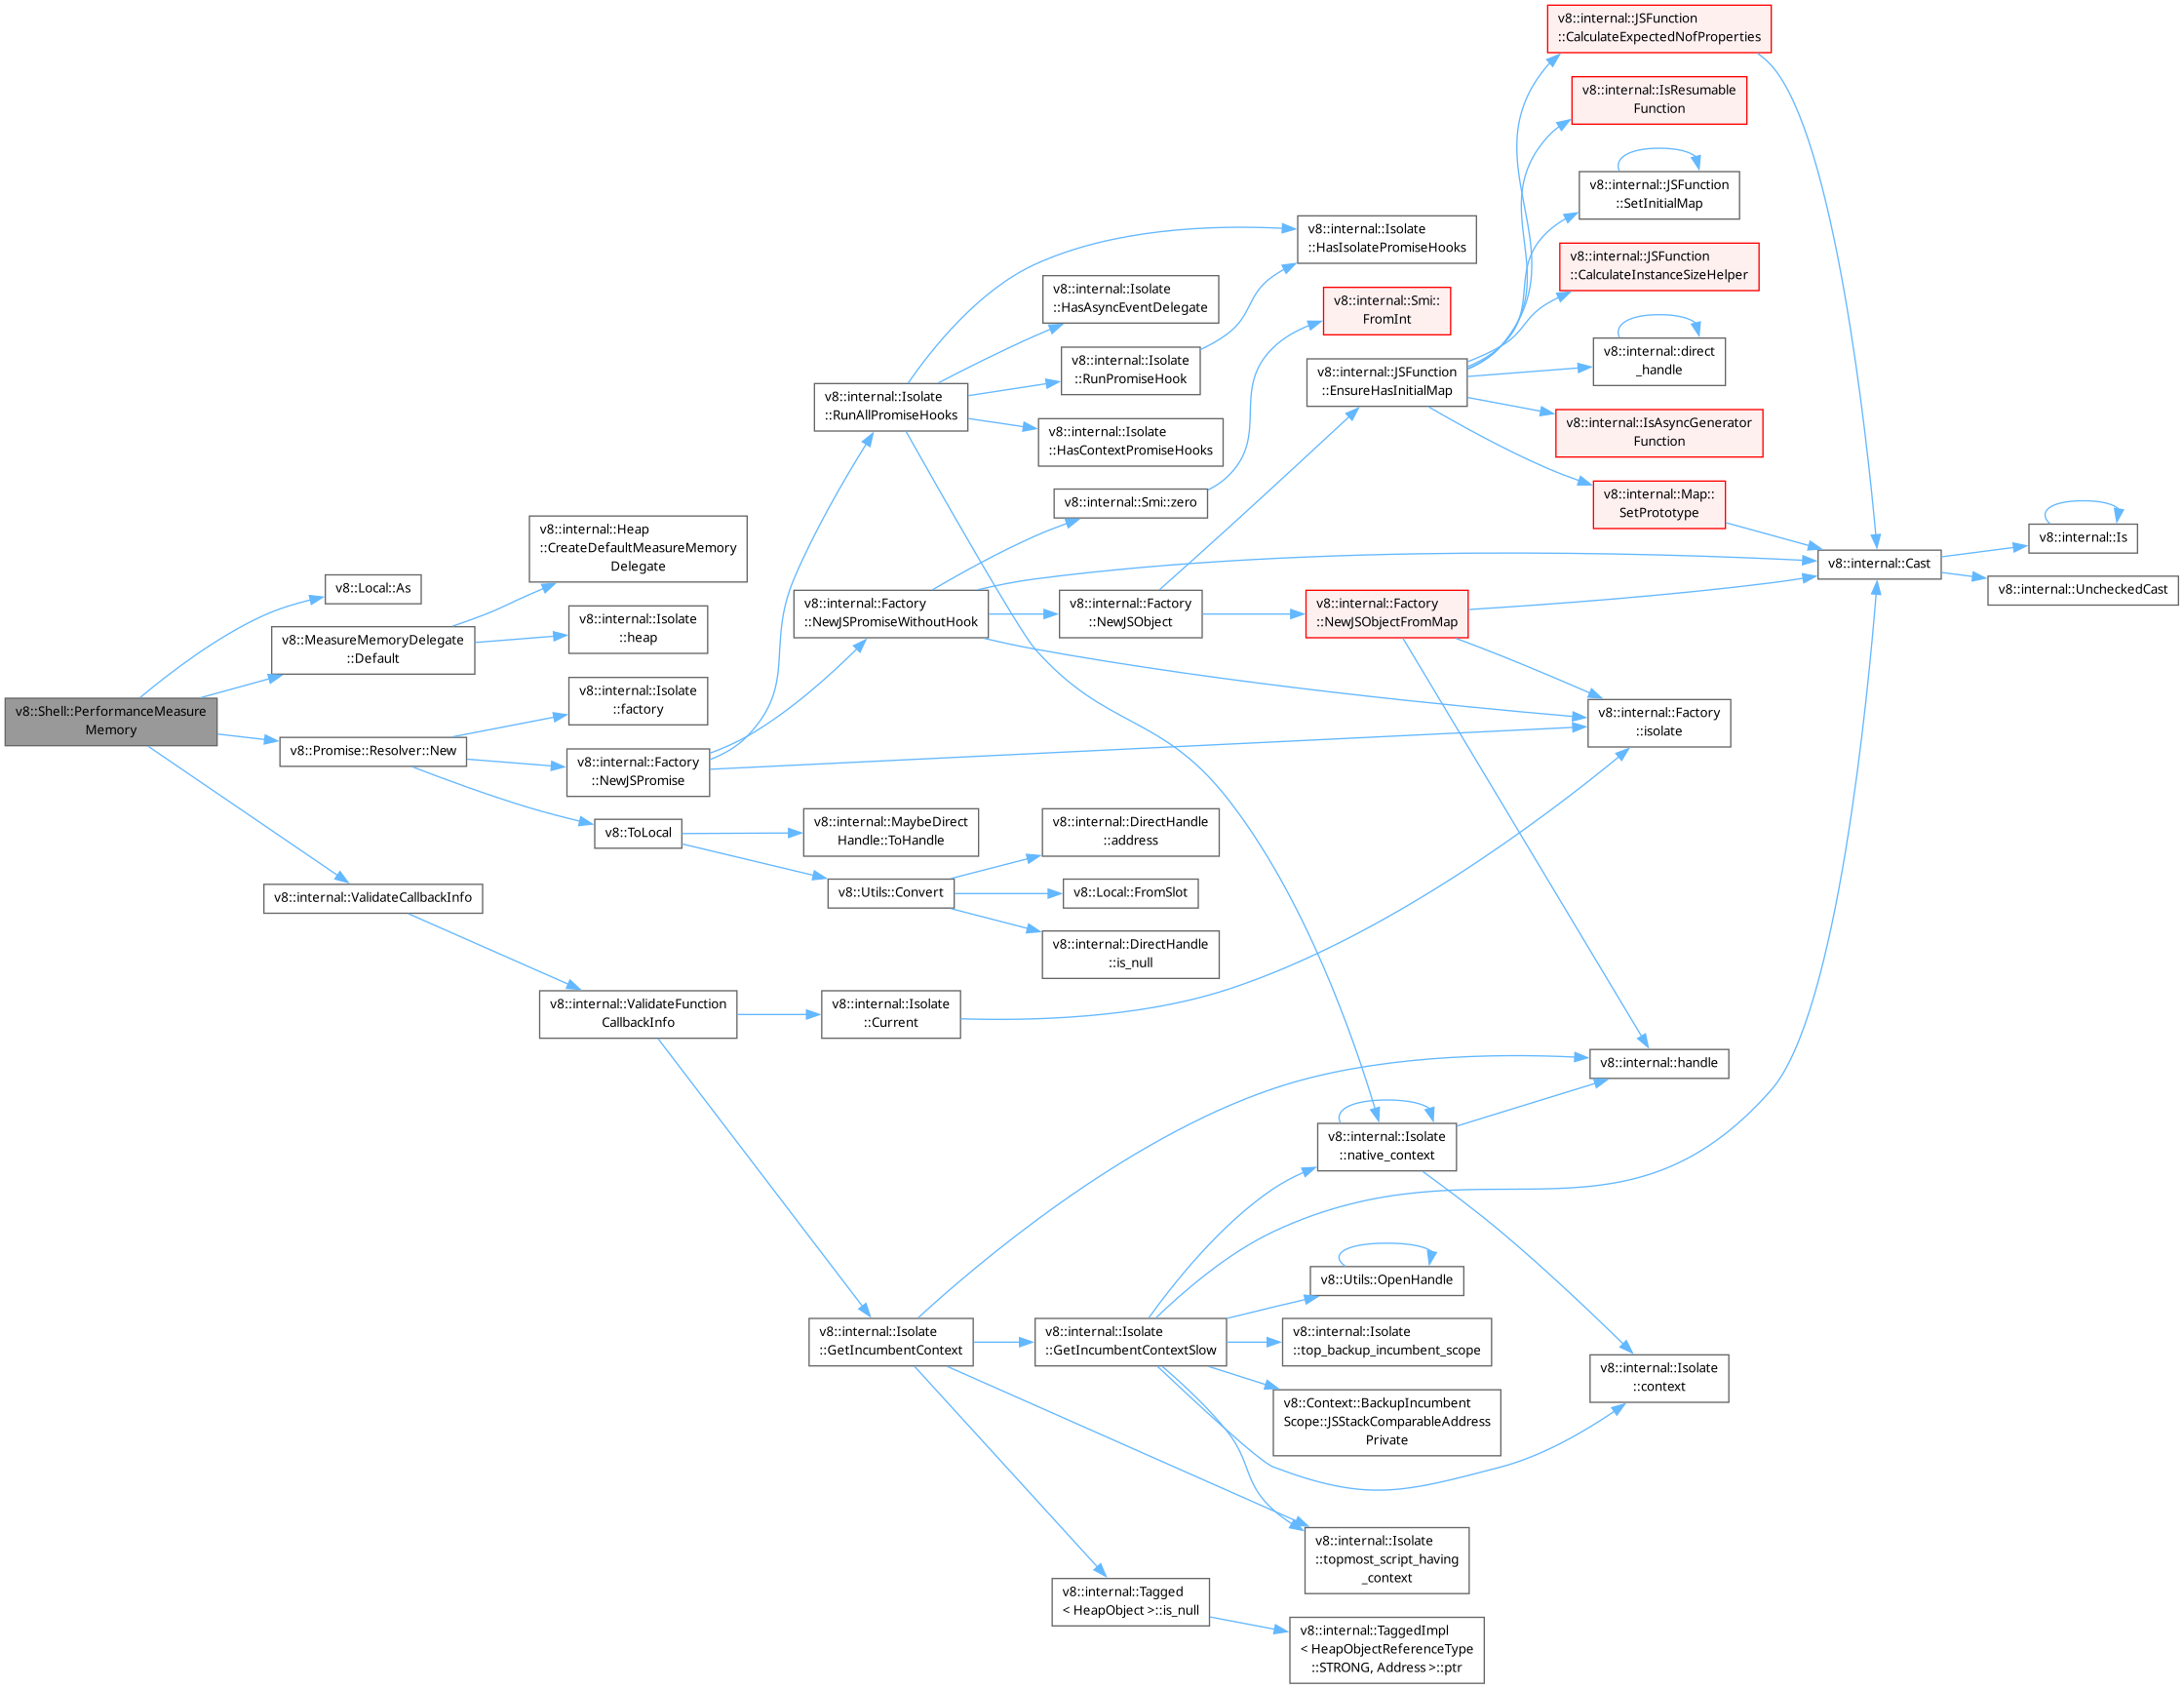 v8::Shell::PerformanceMeasure
Memory
v8::Local::As
v8::MeasureMemoryDelegate
::Default
v8::internal::Heap
::CreateDefaultMeasureMemory
Delegate
v8::internal::Isolate
::heap
v8::Promise::Resolver::New
v8::internal::Isolate
::factory
v8::internal::Factory
::NewJSPromise
v8::internal::Isolate
::RunAllPromiseHooks
v8::internal::Isolate
::HasIsolatePromiseHooks
v8::internal::Isolate
::HasAsyncEventDelegate
v8::internal::Isolate
::RunPromiseHook
v8::internal::Isolate
::HasContextPromiseHooks
v8::internal::Factory
::NewJSPromiseWithoutHook
v8::internal::Smi::zero
v8::internal::Smi::
FromInt
v8::internal::Factory
::NewJSObject
v8::internal::JSFunction
::EnsureHasInitialMap
v8::internal::JSFunction
::CalculateExpectedNofProperties
v8::internal::IsResumable
Function
v8::internal::JSFunction
::SetInitialMap
v8::internal::JSFunction
::CalculateInstanceSizeHelper
v8::internal::direct
_handle
v8::internal::IsAsyncGenerator
Function
v8::internal::Map::
SetPrototype
v8::internal::Cast
v8::internal::Is
v8::internal::UncheckedCast
v8::internal::Factory
::NewJSObjectFromMap
v8::internal::Factory
::isolate
v8::ToLocal
v8::internal::MaybeDirect
Handle::ToHandle
v8::Utils::Convert
v8::internal::DirectHandle
::address
v8::Local::FromSlot
v8::internal::DirectHandle
::is_null
v8::internal::ValidateCallbackInfo
v8::internal::ValidateFunction
CallbackInfo
v8::internal::Isolate
::Current
v8::internal::handle
v8::internal::Isolate
::native_context
v8::internal::Isolate
::GetIncumbentContext
v8::internal::Isolate
::GetIncumbentContextSlow
v8::Utils::OpenHandle
v8::internal::Isolate
::top_backup_incumbent_scope
v8::Context::BackupIncumbent
Scope::JSStackComparableAddress
Private
v8::internal::Isolate
::context
v8::internal::Isolate
::topmost_script_having
_context
v8::internal::Tagged
< HeapObject >::is_null
v8::internal::TaggedImpl
< HeapObjectReferenceType
::STRONG, Address >::ptr